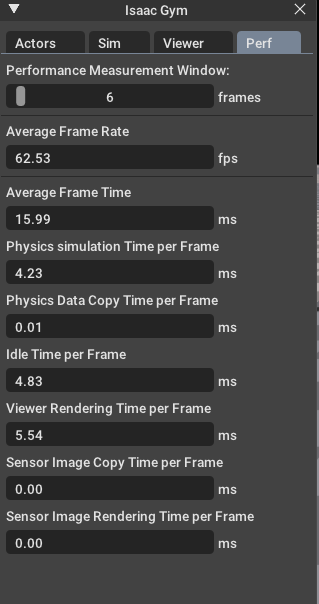 Isaac Gym
Actors Sim Viewer Perf
Performance Measurement Window:
6 frames
Average Frame Rate
62.53 fps
Average Frame Time
15.99 ms
Physics simulation Time per Frame
4.23 ms
Physics Data Copy Time per Frame
0.01 ms
Idle Time per Frame
4.83 ms
Viewer Rendering Time per Frame
5.54 ms
Sensor Image Copy Time per Frame
0.00 ms
Sensor Image Rendering Time per Frame
0.00 ms